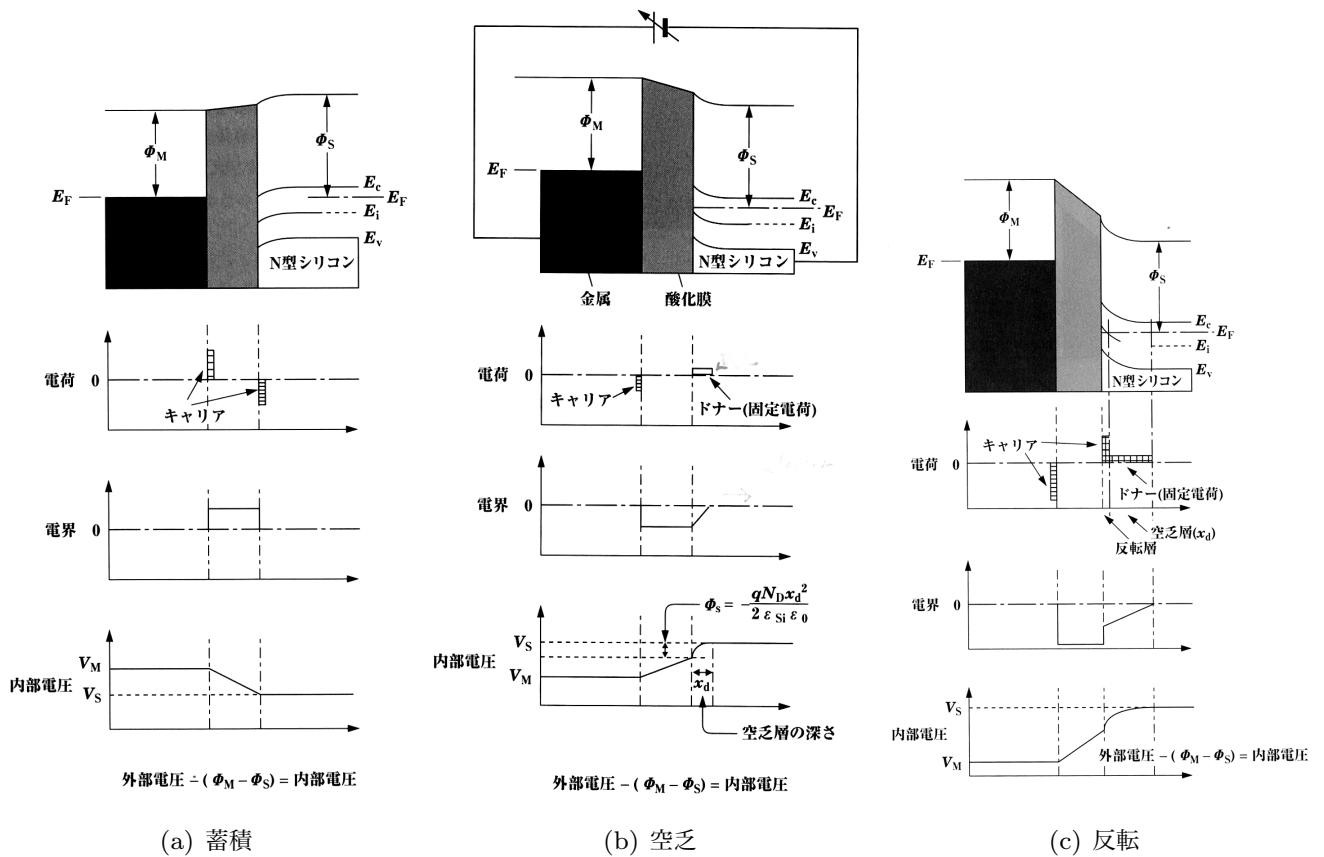 Φ_M
Φ_S
E_F
E_c
E_F
E_i
E_v
N型シリコン
電荷 0
キャリア
電界 0
V_M
内部電圧
V_S
外部電圧 − ( Φ_M − Φ_S) = 内部電圧
(a) 蓄積
Φ_M
Φ_S
E_F
E_c
E_F
E_i
E_v
N型シリコン
金属
酸化膜
電荷 0
キャリア
ドナー(固定電荷)
電界 0
Φ_s = − qN_D x_d² / 2 ε_Si ε_0
V_S
内部電圧
V_M
x_d
空乏層の深さ
外部電圧 − ( Φ_M − Φ_S) = 内部電圧
(b) 空乏
Φ_M
E_F
Φ_S
E_c
E_F
E_i
E_v
N型シリコン
キャリア
電荷 0
ドナー(固定電荷)
空乏層(x_d)
反転層
電界 0
V_S
内部電圧
V_M
外部電圧 − ( Φ_M − Φ_S) = 内部電圧
(c) 反転